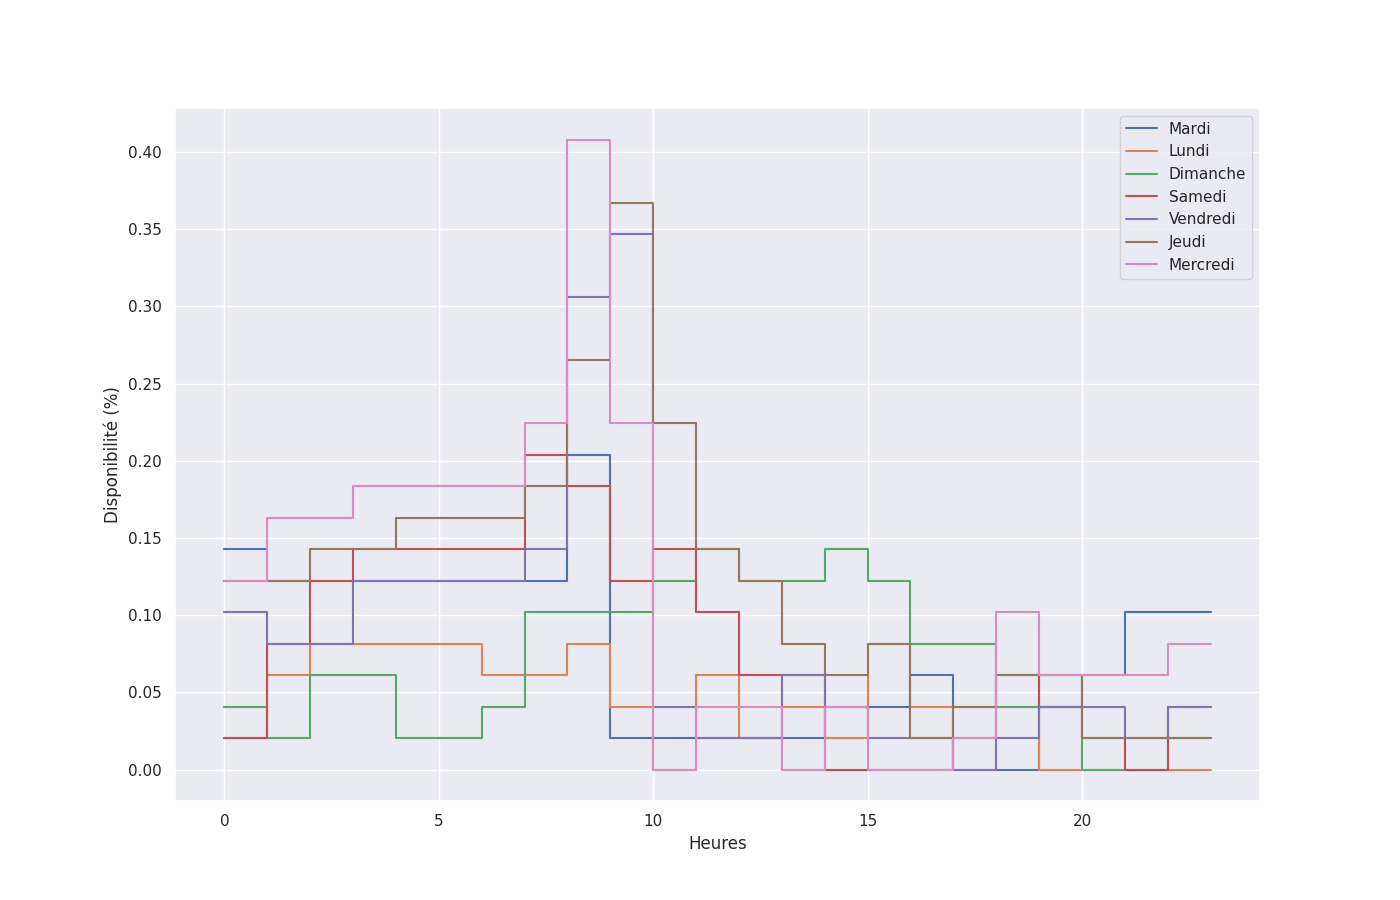 Mardi
Lundi
Dimanche
Samedi
Vendredi
Jeudi
Mercredi
0.40
0.35
0.30
0.25
0.20
0.15
0.10
0.05
0.00
Disponibilité (%)
0 5 10 15 20
Heures